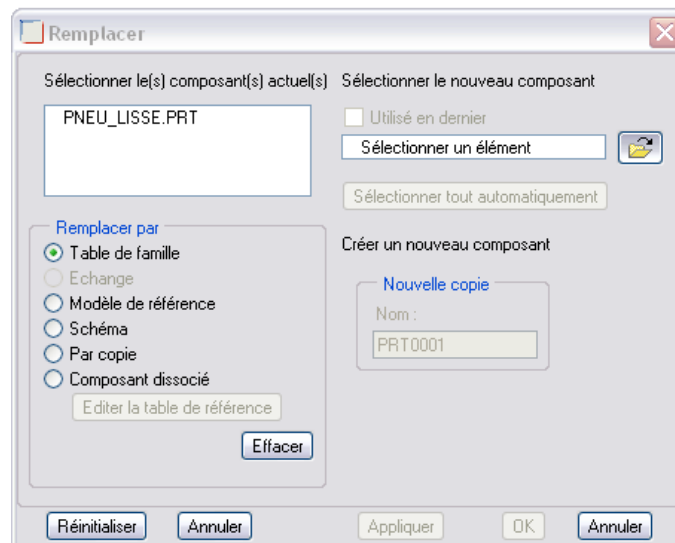 Remplacer
Sélectionner le(s) composant(s) actuel(s)
PNEU_LISSE.PRT
Sélectionner le nouveau composant
Utilisé en dernier
Sélectionner un élément
Sélectionner tout automatiquement
Remplacer par
Table de famille
Echange
Modèle de référence
Schéma
Par copie
Composant dissocié
Editer la table de référence
Effacer
Créer un nouveau composant
Nouvelle copie
Nom :
PRT0001
Réinitialiser
Annuler
Appliquer
OK
Annuler